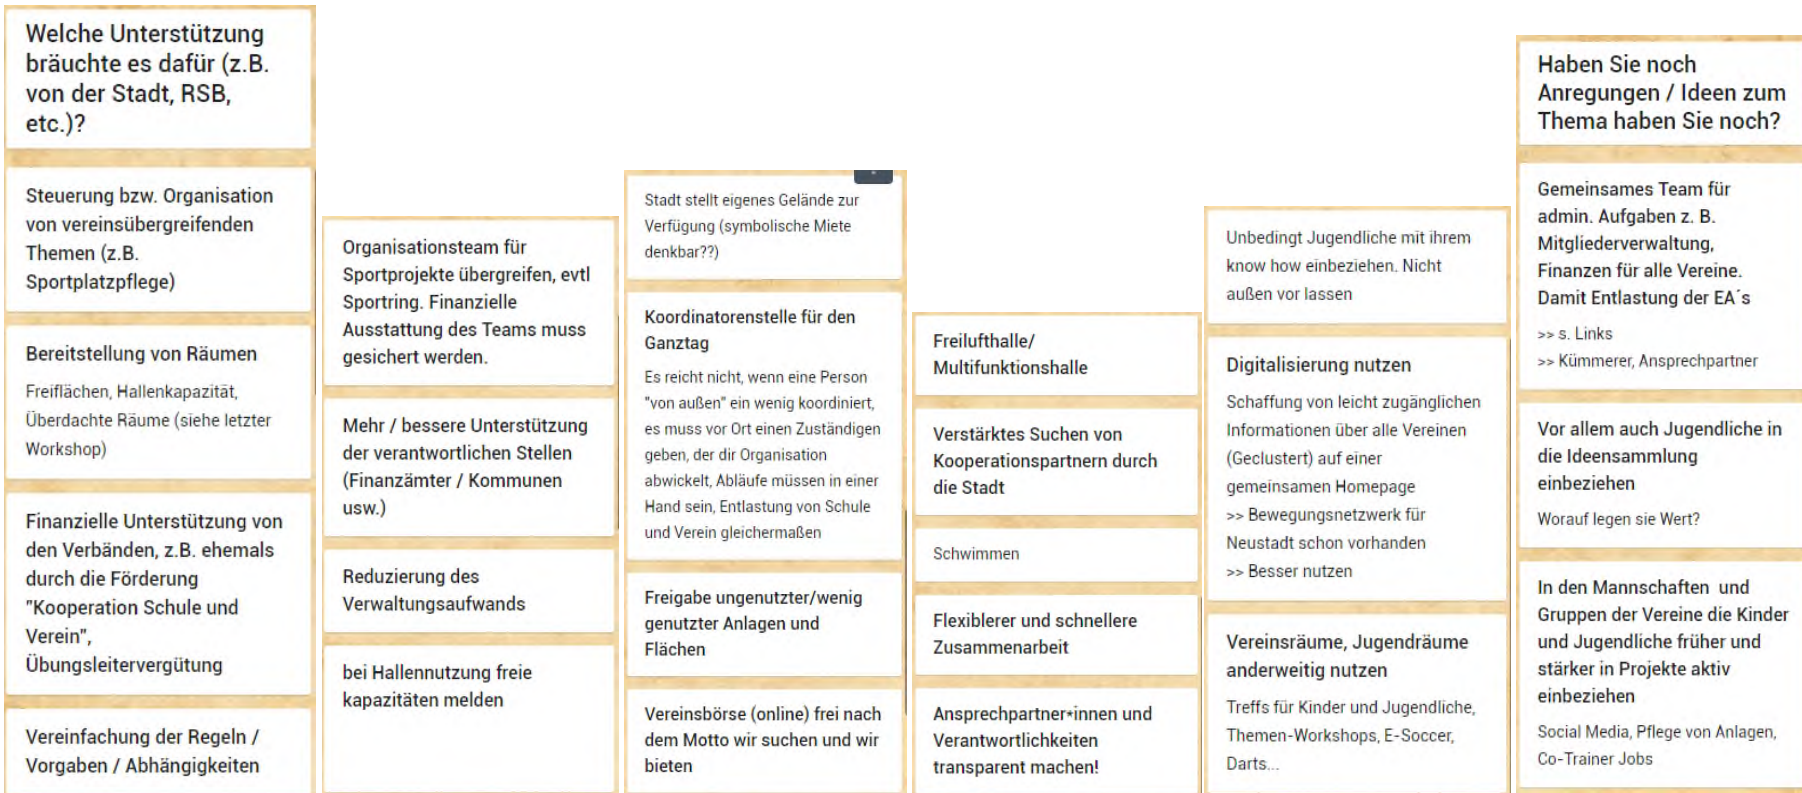 Welche Unterstützung
bräuchte es dafür (z.B.
von der Stadt, RSB,
etc.)?
Steuerung bzw. Organisation
von vereinsübergreifenden
Themen (z.B.
Sportplatzpflege)
Bereitstellung von Räumen
Freiflächen, Hallenkapazität,
Überdachte Räume (siehe letzter
Workshop)
Finanzielle Unterstützung von
den Verbänden, z.B. ehemals
durch die Förderung
"Kooperation Schule und
Verein",
Übungsleitervergütung
Vereinfachung der Regeln /
Vorgaben / Abhängigkeiten
Organisationsteam für
Sportprojekte übergreifen, evtl
Sportring. Finanzielle
Ausstattung des Teams muss
gesichert werden.
Mehr / bessere Unterstützung
der verantwortlichen Stellen
(Finanzämter / Kommunen
usw.)
Reduzierung des
Verwaltungsaufwands
bei Hallennutzung freie
kapazitäten melden
Stadt stellt eigenes Gelände zur
Verfügung (symbolische Miete
denkbar??)
Koordinatorenstelle für den
Ganztag
Es reicht nicht, wenn eine Person
"von außen" ein wenig koordiniert,
es muss vor Ort einen Zuständigen
geben, der dir Organisation
abwickelt, Abläufe müssen in einer
Hand sein, Entlastung von Schule
und Verein gleichermaßen
Freigabe ungenutzter/wenig
genutzter Anlagen und
Flächen
Vereinsbörse (online) frei nach
dem Motto wir suchen und wir
bieten
Freilufthalle/
Multifunktionshalle
Verstärktes Suchen von
Kooperationspartnern durch
die Stadt
Schwimmen
Flexiblerer und schnellere
Zusammenarbeit
Ansprechpartner*innen und
Verantwortlichkeiten
transparent machen!
Unbedingt Jugendliche mit ihrem
know how einbeziehen. Nicht
außen vor lassen
Digitalisierung nutzen
Schaffung von leicht zugänglichen
Informationen über alle Vereinen
(Geclustert) auf einer
gemeinsamen Homepage
>> Bewegungsnetzwerk für
Neustadt schon vorhanden
>> Besser nutzen
Vereinsräume, Jugendräume
anderweitig nutzen
Treffs für Kinder und Jugendliche,
Themen-Workshops, E-Soccer,
Darts...
Haben Sie noch
Anregungen / Ideen zum
Thema haben Sie noch?
Gemeinsames Team für
admin. Aufgaben z. B.
Mitgliederverwaltung,
Finanzen für alle Vereine.
Damit Entlastung der EA´s
>> s. Links
>> Kümmerer, Ansprechpartner
Vor allem auch Jugendliche in
die Ideensammlung
einbeziehen
Worauf legen sie Wert?
In den Mannschaften und
Gruppen der Vereine die Kinder
und Jugendliche früher und
stärker in Projekte aktiv
einbeziehen
Social Media, Pflege von Anlagen,
Co-Trainer Jobs